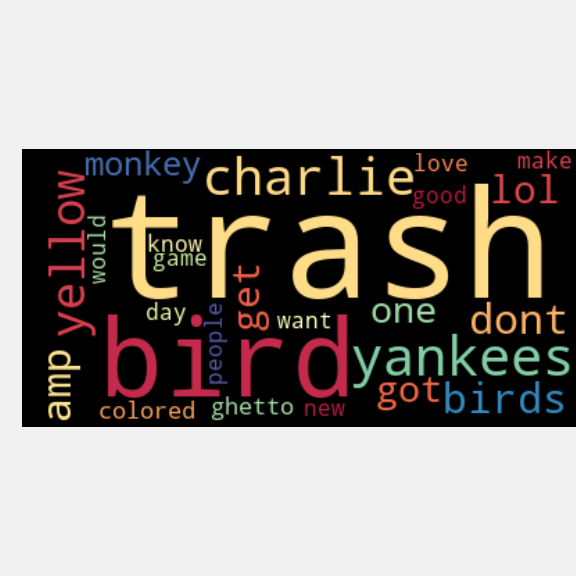 monkey
charlie
love
make
good
lol
yellow
would
trash
know
game
get
day
people
want
one
dont
bird
yankees
amp
got
birds
colored
ghetto
new